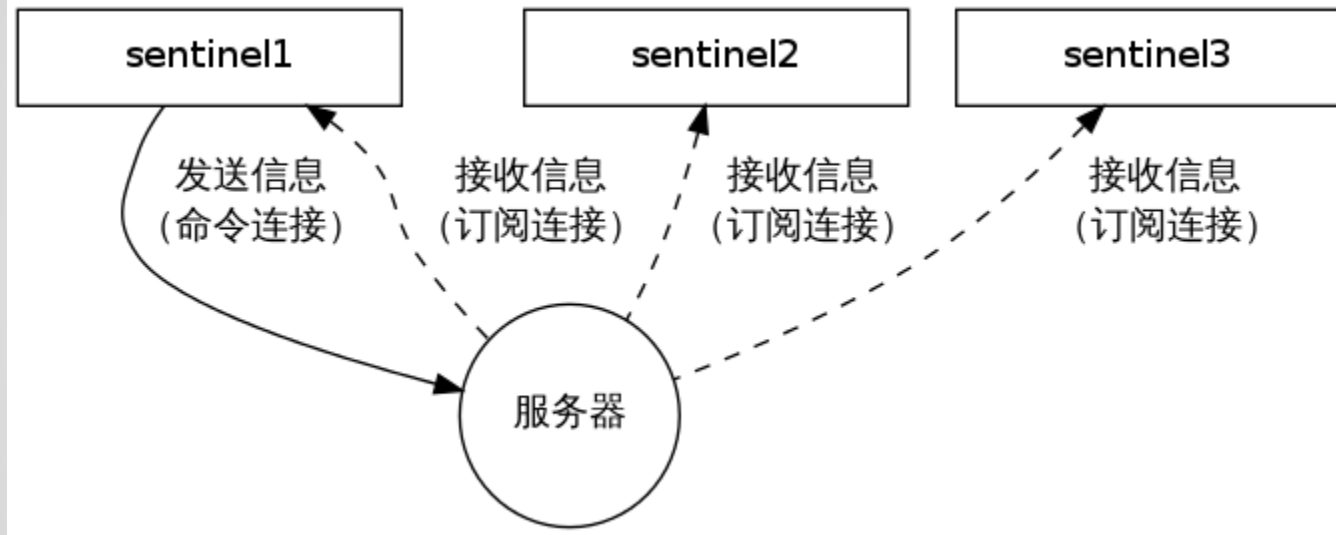 sentinel1
sentinel2
sentinel3
发送信息
（命令连接）
接收信息
（订阅连接）
接收信息
（订阅连接）
接收信息
（订阅连接）
服务器